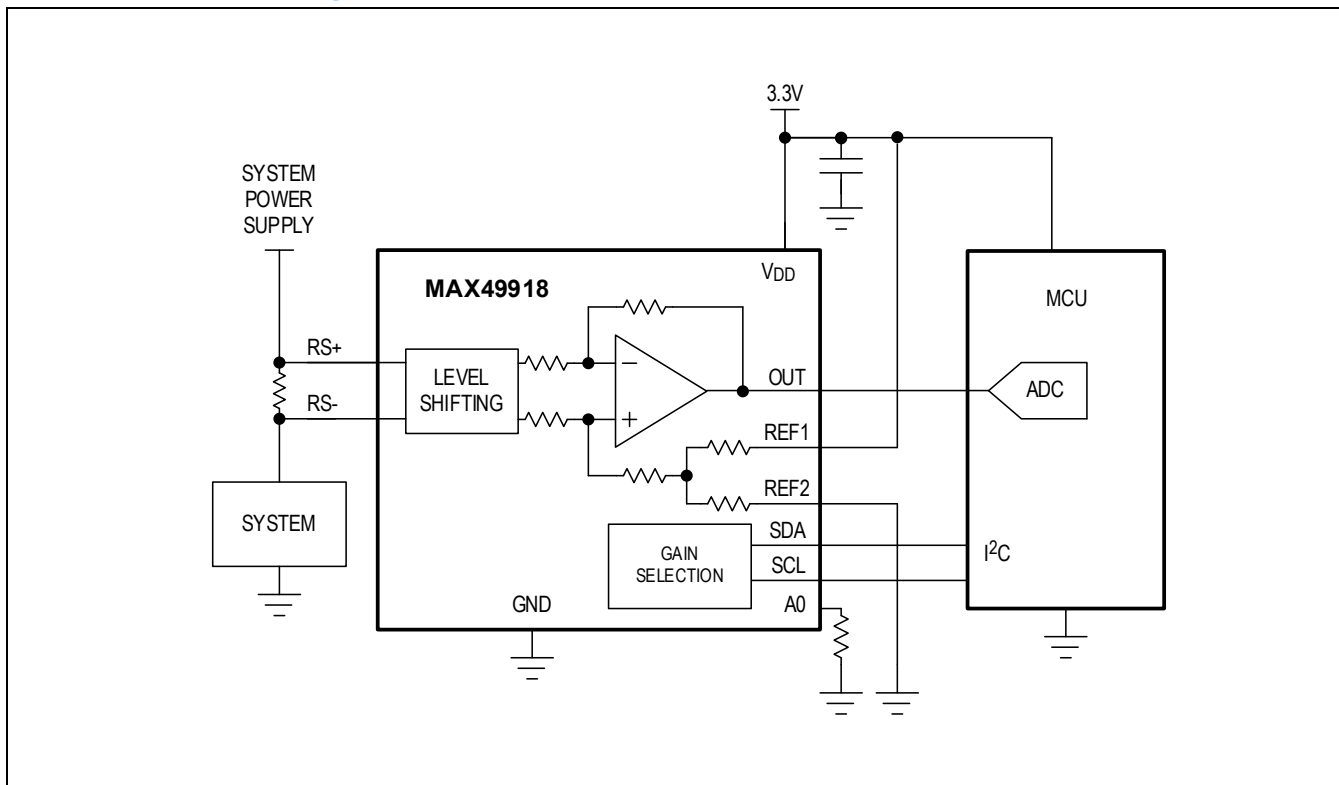 3.3V
SYSTEM
POWER
SUPPLY
VDD
MAX49918
MCU
RS+
LEVEL
SHIFTING
−
+
OUT
ADC
RS-
REF1
REF2
SYSTEM
SDA
GAIN
SELECTION
SCL
I²C
GND
A0